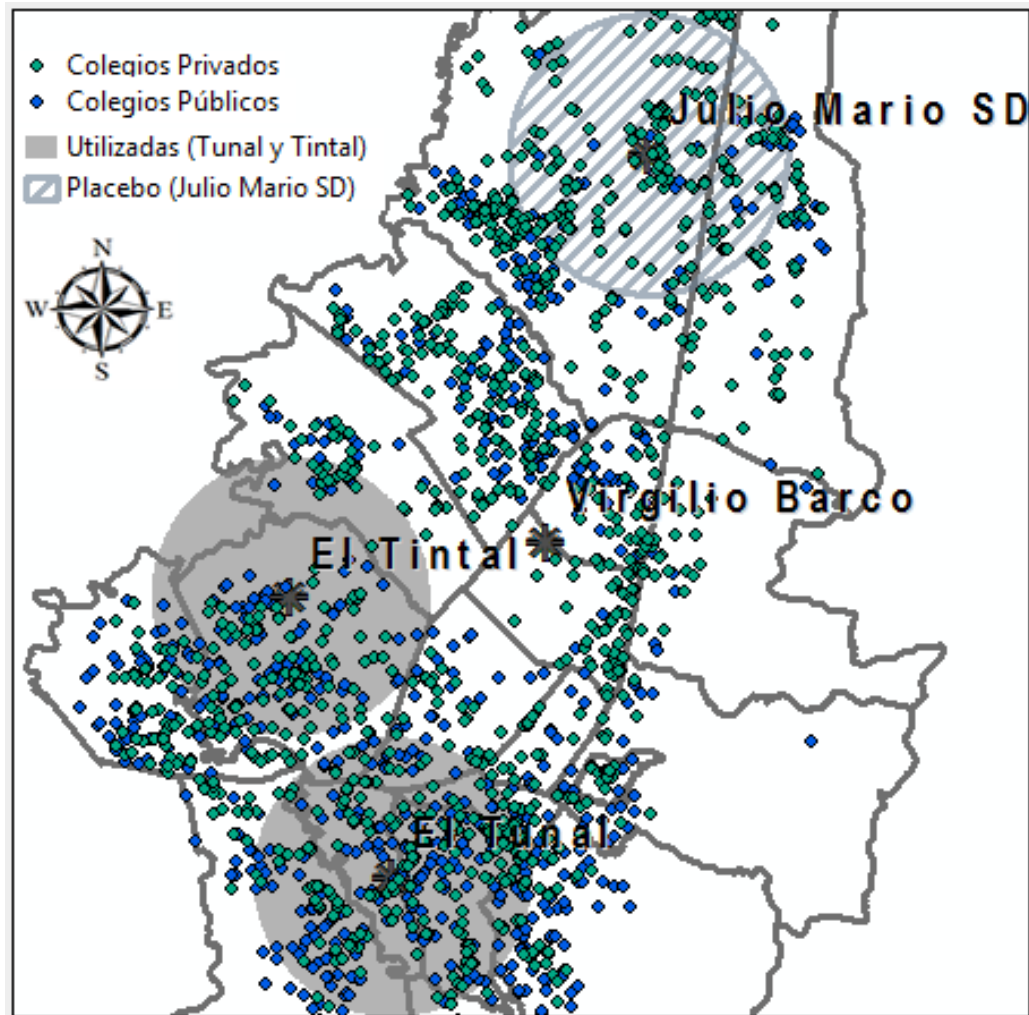 Colegios Privados
Colegios Públicos
Utilizadas (Tunal y Tintal)
Placebo (Julio Mario SD)
N
W E
S
Julio Mario SD
Virgilio Barco
El Tintal
El Tunal